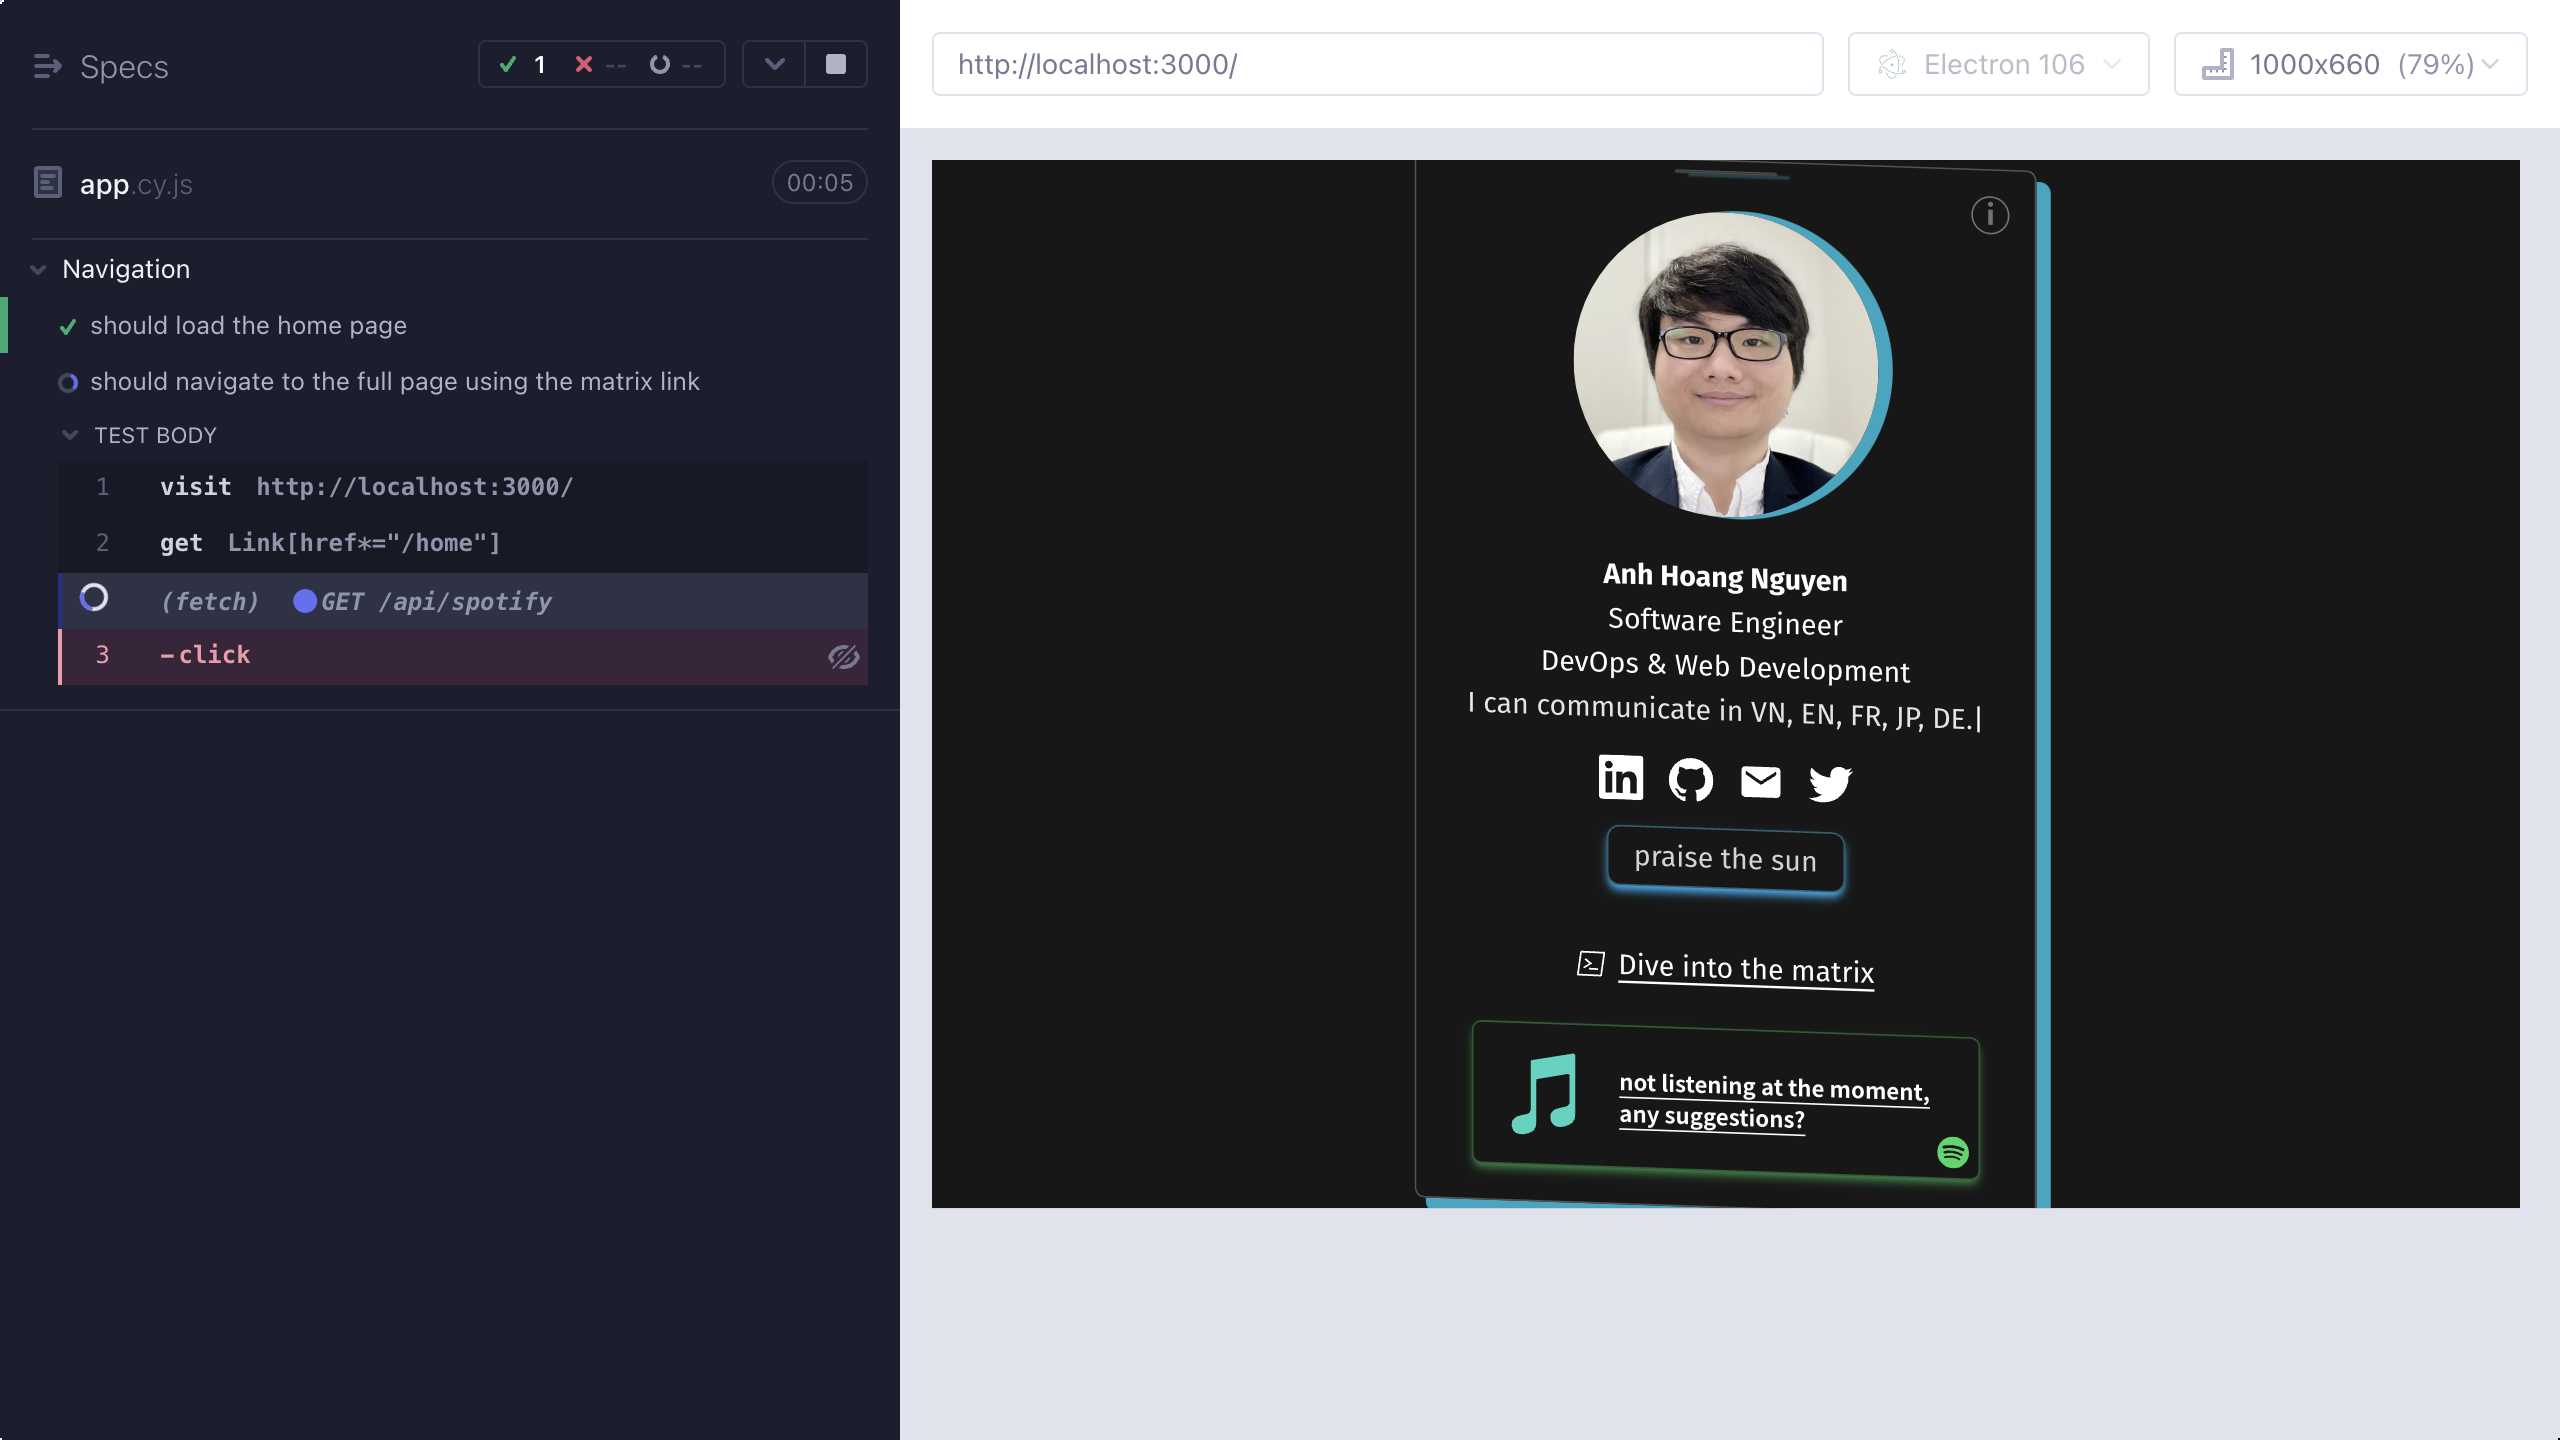 Specs
1 -- --
app.cy.js
00:05
Navigation
should load the home page
should navigate to the full page using the matrix link
TEST BODY
1 visit http://localhost:3000/
2 get Link[href*="/home"]
(fetch) GET /api/spotify
3 -click
http://localhost:3000/
Electron 106
1000x660 (79%)
Anh Hoang Nguyen
Software Engineer
DevOps & Web Development
I can communicate in VN, EN, FR, JP, DE.|
in
praise the sun
Dive into the matrix
not listening at the moment,
any suggestions?